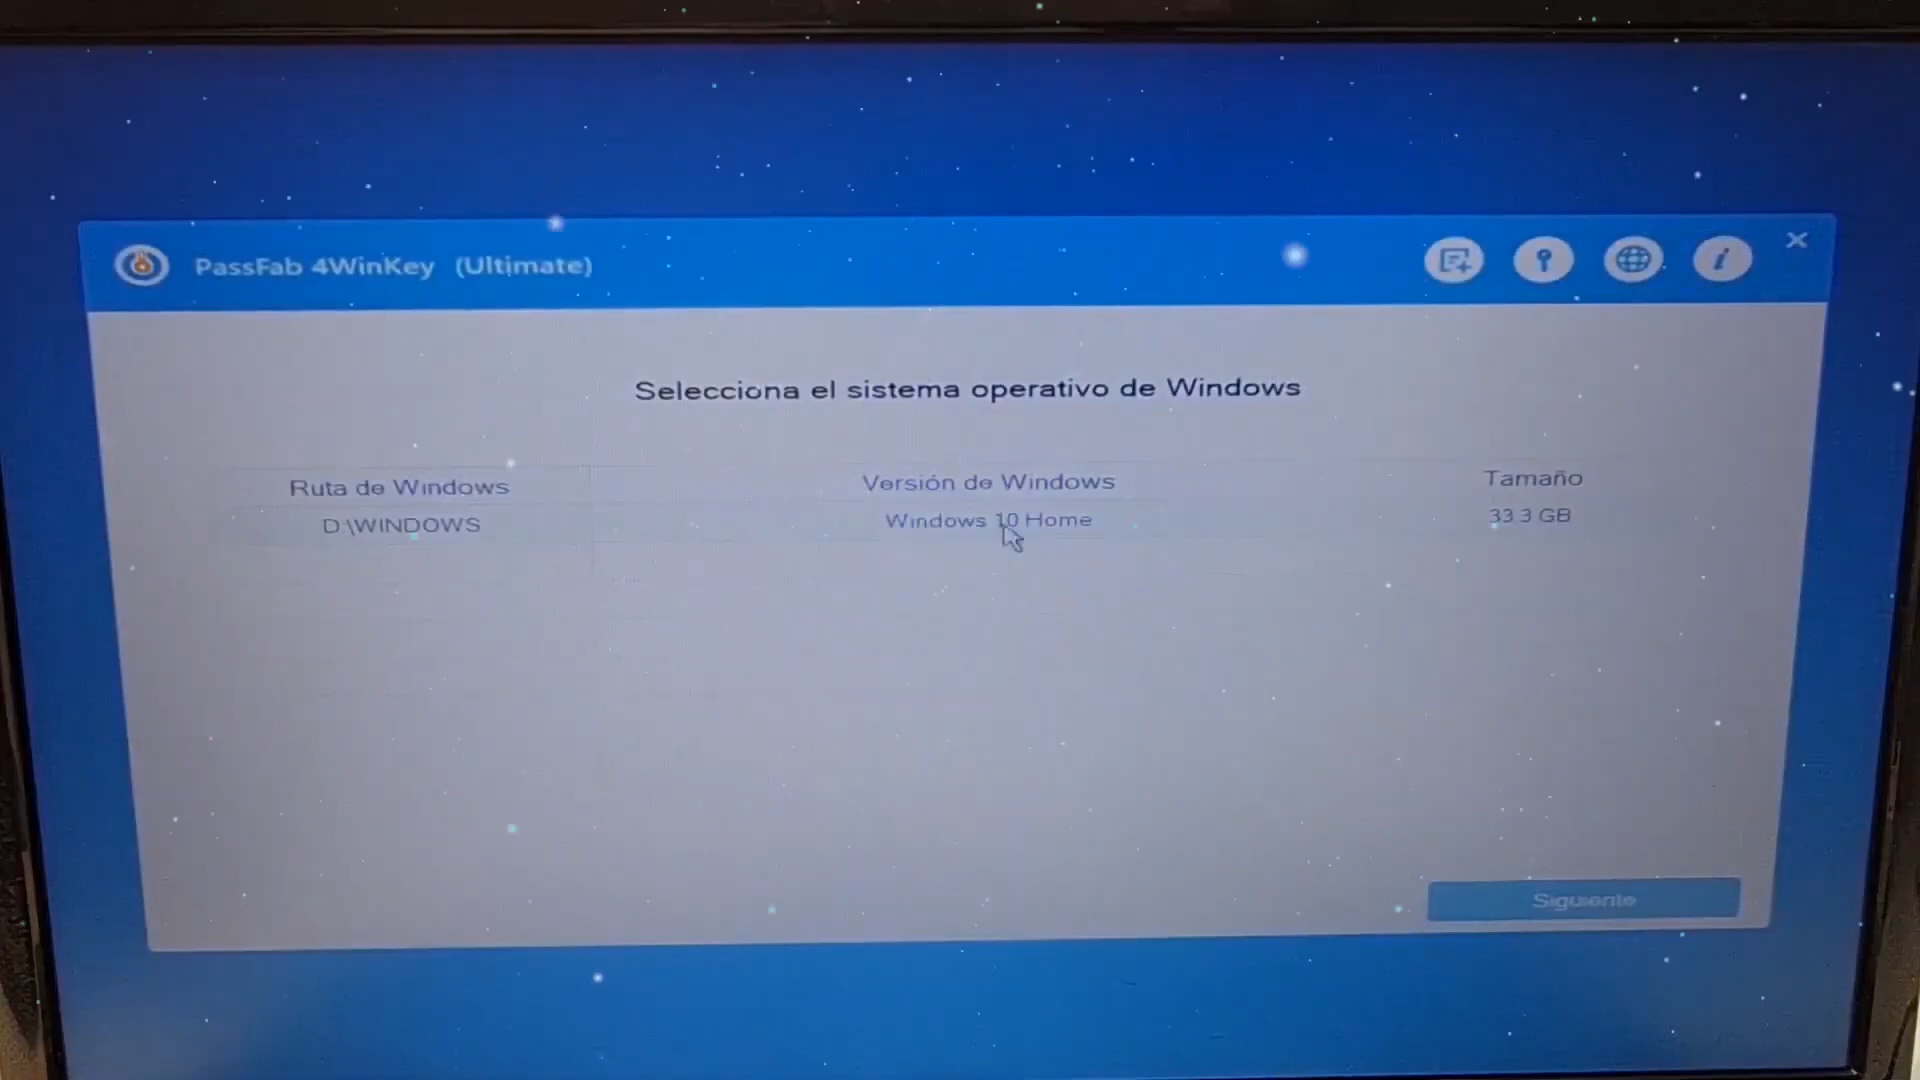 PassFab 4WinKey (Ultimate)
Selecciona el sistema operativo de Windows
Ruta de Windows Versión de Windows Tamaño
D:\WINDOWS Windows 10 Home 33.3 GB
Siguiente